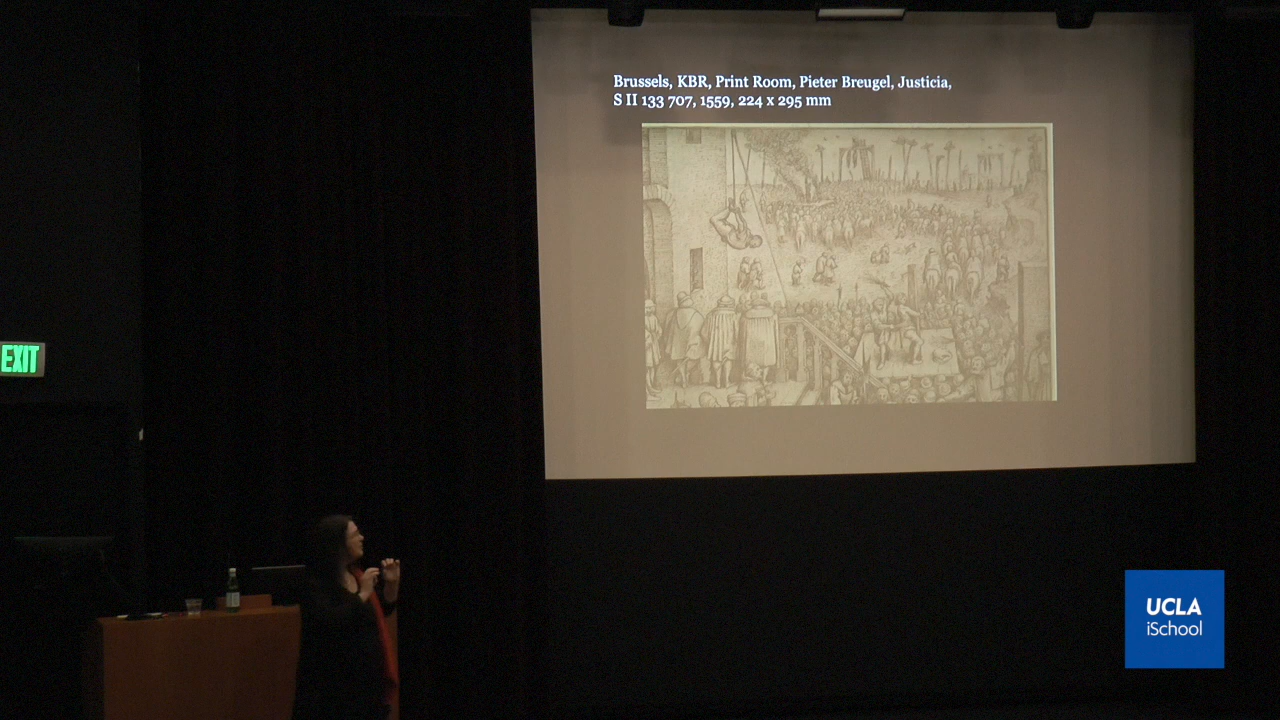 Brussels, KBR, Print Room, Pieter Breugel, Justicia,
S II 133 707, 1559, 224 x 295 mm
EXIT
UCLA
iSchool